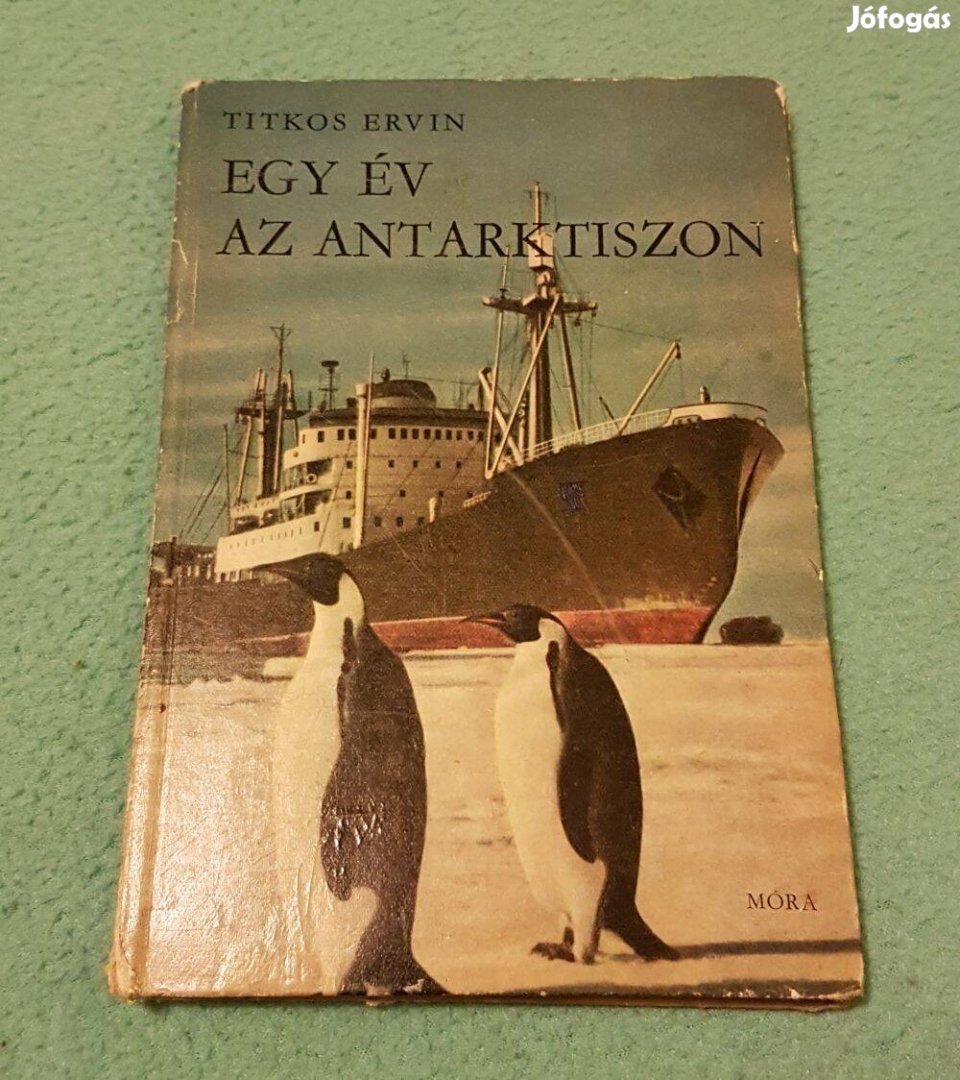 Jófogás
TITKOS ERVIN
EGY ÉV
AZ ANTARKTISZON
MÓRA